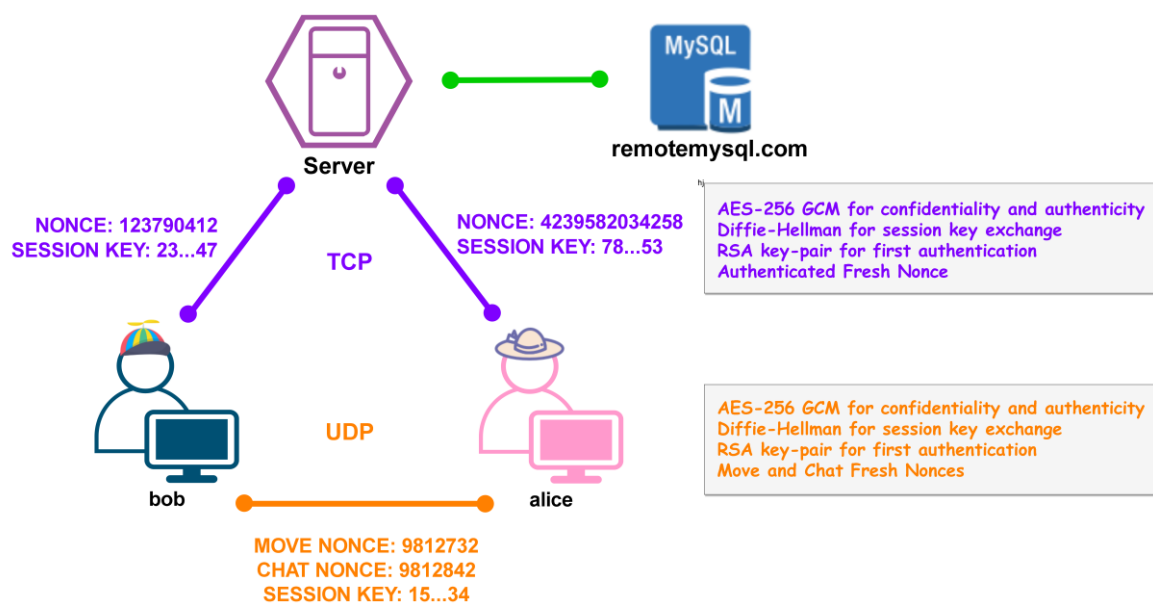 MySQL
M
Server
remotemysql.com
hj
NONCE: 123790412
SESSION KEY: 23...47
NONCE: 4239582034258
SESSION KEY: 78...53
TCP
AES-256 GCM for confidentiality and authenticity
Diffie-Hellman for session key exchange
RSA key-pair for first authentication
Authenticated Fresh Nonce
UDP
AES-256 GCM for confidentiality and authenticity
Diffie-Hellman for session key exchange
RSA key-pair for first authentication
Move and Chat Fresh Nonces
bob
alice
MOVE NONCE: 9812732
CHAT NONCE: 9812842
SESSION KEY: 15...34